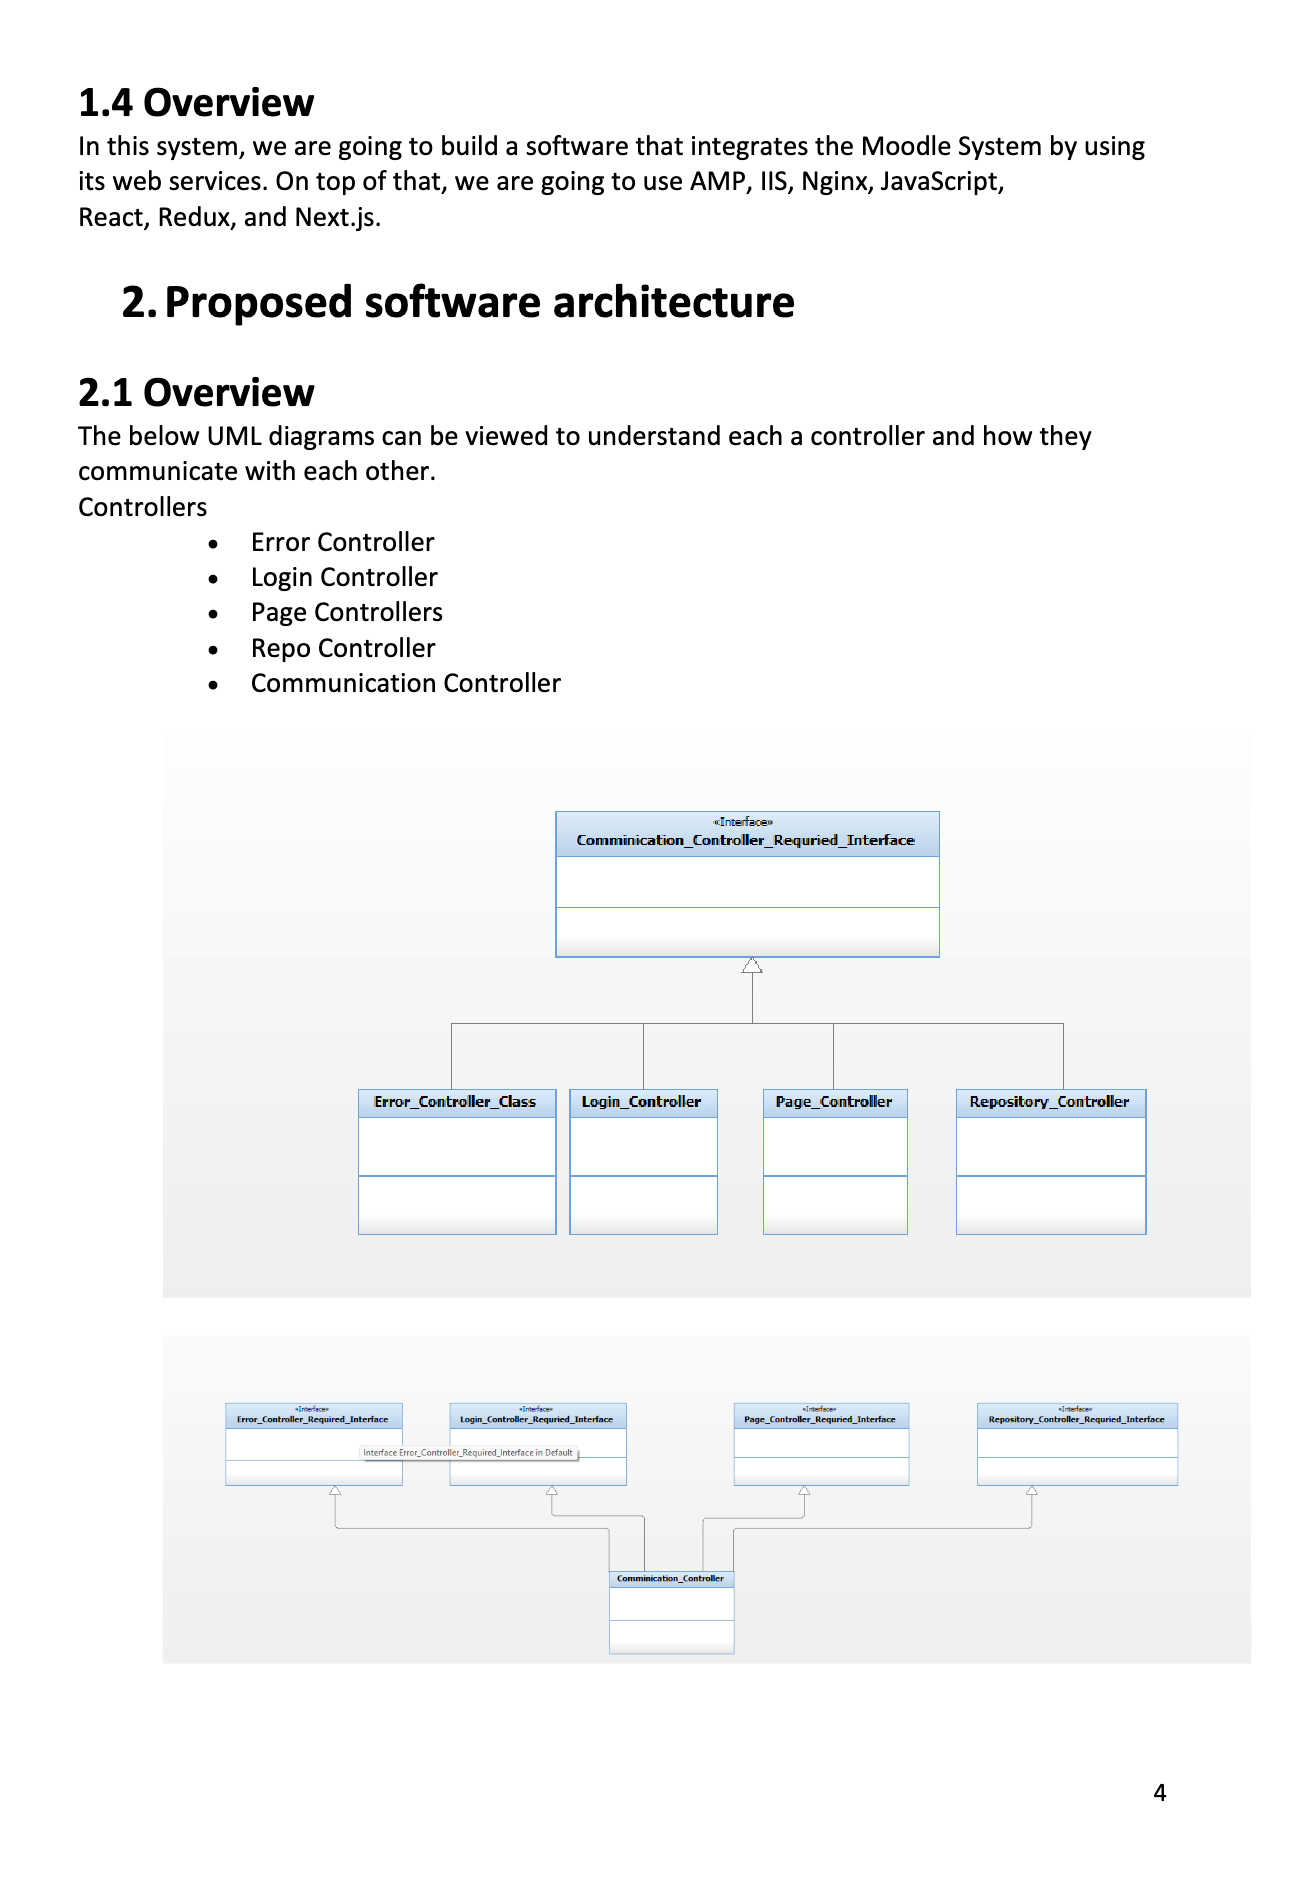 1.4 Overview
In this system, we are going to build a software that integrates the Moodle System by using
its web services. On top of that, we are going to use AMP, IIS, Nginx, JavaScript,
React, Redux, and Next.js.
2. Proposed software architecture
2.1 Overview
The below UML diagrams can be viewed to understand each a controller and how they
communicate with each other.
Controllers
• Error Controller
• Login Controller
• Page Controllers
• Repo Controller
• Communication Controller
«Interface»
Comminication_Controller_Requried_Interface
Error_Controller_Class
Login_Controller
Page_Controller
Repository_Controller
«Interface»
Error_Controller_Required_Interface
«Interface»
Login_Controller_Requried_Interface
«Interface»
Page_Controller_Requried_Interface
«Interface»
Repository_Controller_Requried_Interface
Interface Error_Controller_Required_Interface in Default
Comminication_Controller
4